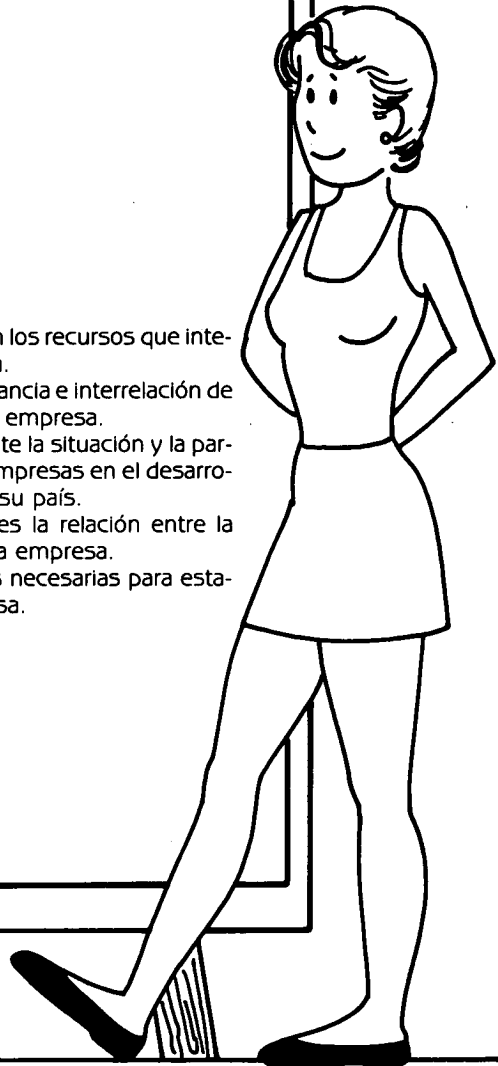 n los recursos que inte-
a.
ancia e interrelación de
empresa.
te la situación y la par-
mpresas en el desarro-
su país.
es la relación entre la
a empresa.
s necesarias para esta-
sa.